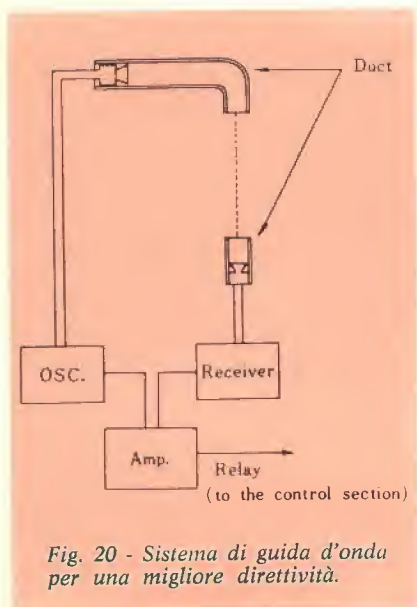 Duct
OSC.
Receiver
Amp.
Relay
(to the control section)
Fig. 20 - Sistema di guida d'onda
per una migliore direttività.